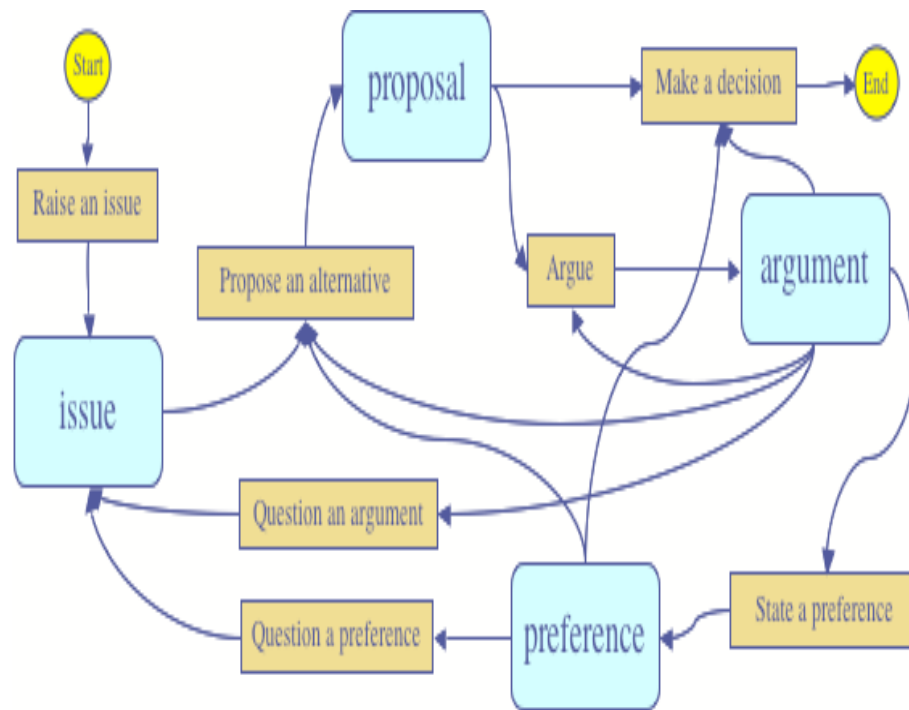 Start
proposal
Make a decision
End
Raise an issue
Propose an alternative
Argue
argument
issue
Question an argument
Question a preference
preference
State a preference